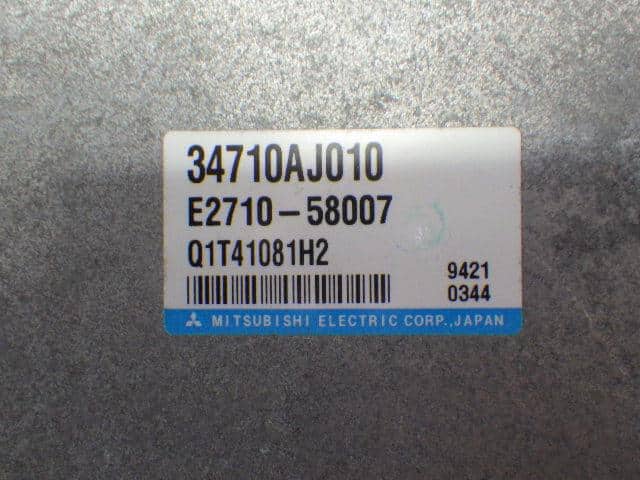 34710AJ010
E2710-58007
Q1T41081H2
9421
0344
MITSUBISHI ELECTRIC CORP., JAPAN